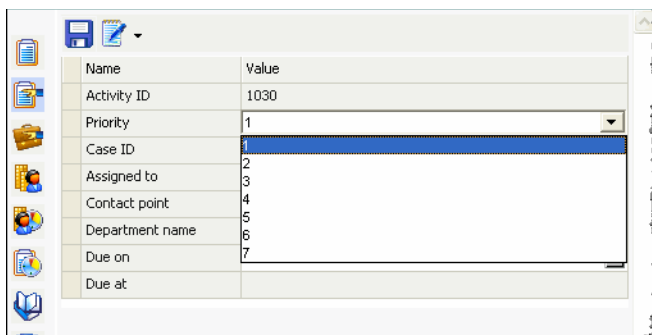 Name Value
Activity ID 1030
Priority 1
Case ID 1
2
Assigned to 3
Contact point 4
5
Department name 6
Due on 7
Due at